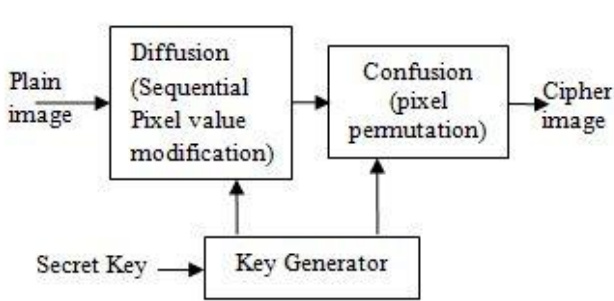 Plain
image
Diffusion
(Sequential
Pixel value
modification)
Confusion
(pixel
permutation)
Cipher
image
Secret Key
Key Generator